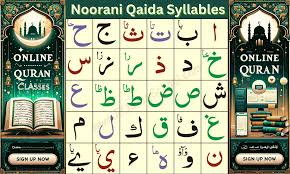 Noorani Qaida Syllables
ONLINE
QURAN
CLASSES
SIGN UP NOW
ا ب ت ث ج ح
خ د ذ ر ز س
ش ص ض ط ظ ع
غ ف ق ک ل م
ن و ه ء ي ے
ONLINE
QURAN
SIGN UP NOW